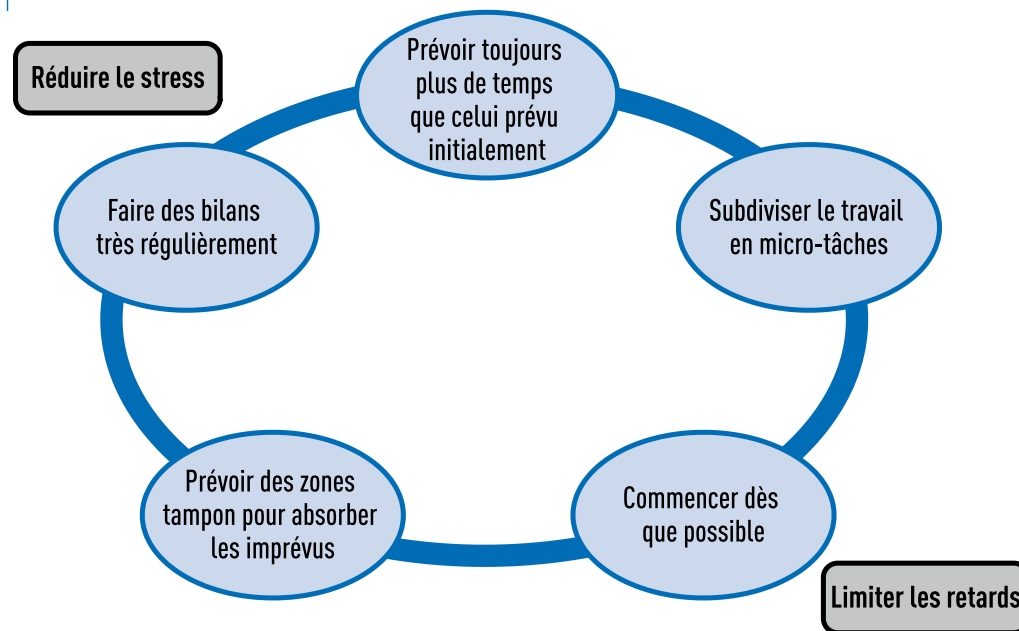 Réduire le stress
Prévoir toujours
plus de temps
que celui prévu
initialement
Faire des bilans
très régulièrement
Subdiviser le travail
en micro-tâches
Prévoir des zones
tampon pour absorber
les imprévus
Commencer dès
que possible
Limiter les retards